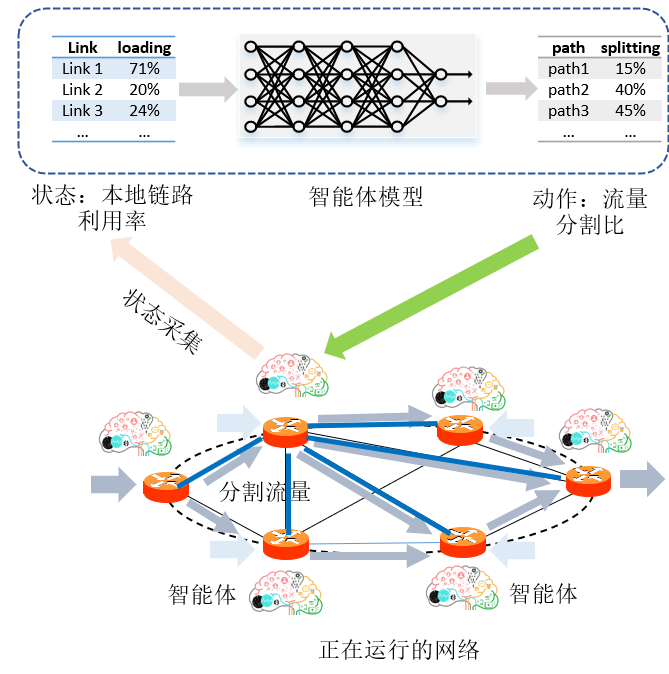 Link loading
Link 1 71%
Link 2 20%
Link 3 24%
... ...
path splitting
path1 15%
path2 40%
path3 45%
... ...
状态：本地链路
利用率
智能体模型
动作：流量
分割比
状态采集
分割流量
智能体
智能体
正在运行的网络